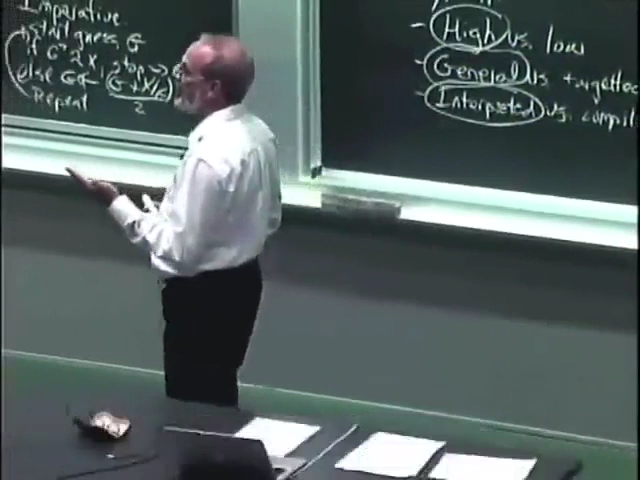 Imperative
start guess, G
if G² ≈ X, stop →
else G ←
(G + X/G)
2
Repeat
- High vs. low
- General vs targeted
- Interpreted vs. compil